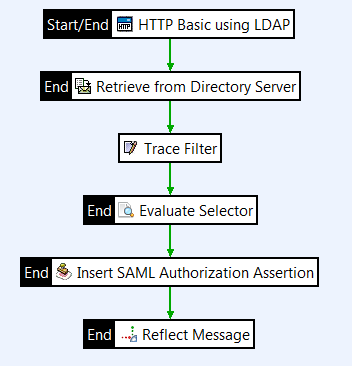 Start/End HTTP HTTP Basic using LDAP
End Retrieve from Directory Server
Trace Filter
End Evaluate Selector
End Insert SAML Authorization Assertion
End Reflect Message